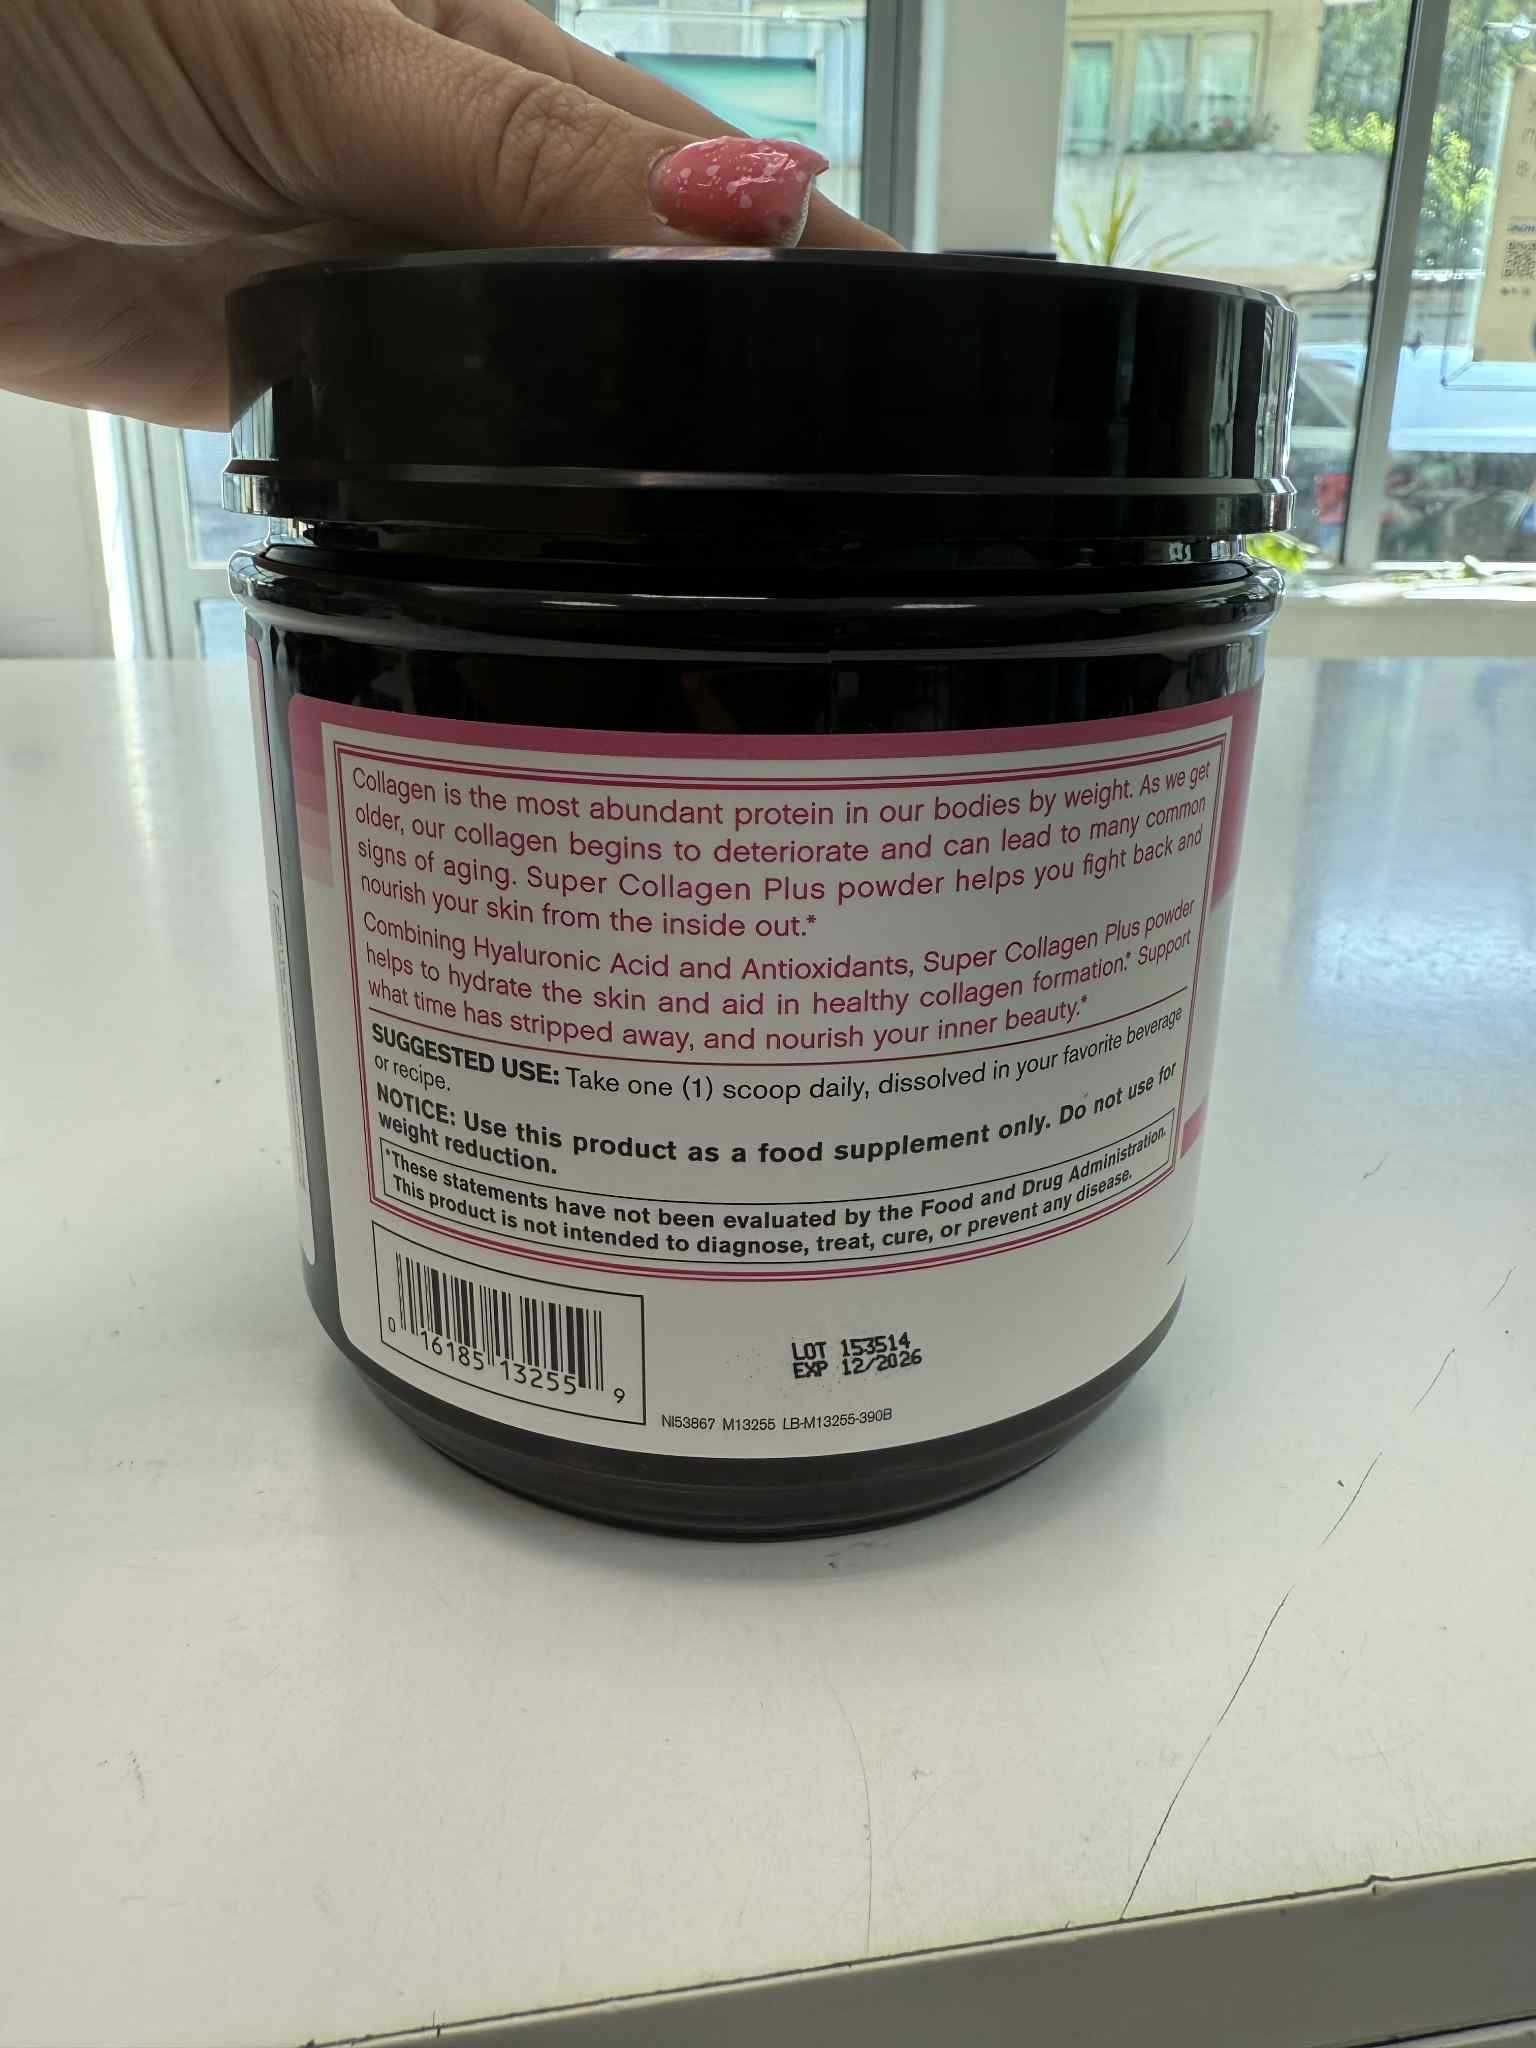 Collagen is the most abundant protein in our bodies by weight. As we get
older, our collagen begins to deteriorate and can lead to many common
signs of aging. Super Collagen Plus powder helps you fight back and
nourish your skin from the inside out.*
Combining Hyaluronic Acid and Antioxidants, Super Collagen Plus powder
helps to hydrate the skin and aid in healthy collagen formation.* Support
what time has stripped away, and nourish your inner beauty.*
SUGGESTED USE: Take one (1) scoop daily, dissolved in your favorite beverage
or recipe.
NOTICE: Use this product as a food supplement only. Do not use for
weight reduction.
*These statements have not been evaluated by the Food and Drug Administration.
This product is not intended to diagnose, treat, cure, or prevent any disease.
0 16185 13255 9
LOT 153514
EXP 12/2026
NI53867 M13255 LB-M13255-390B